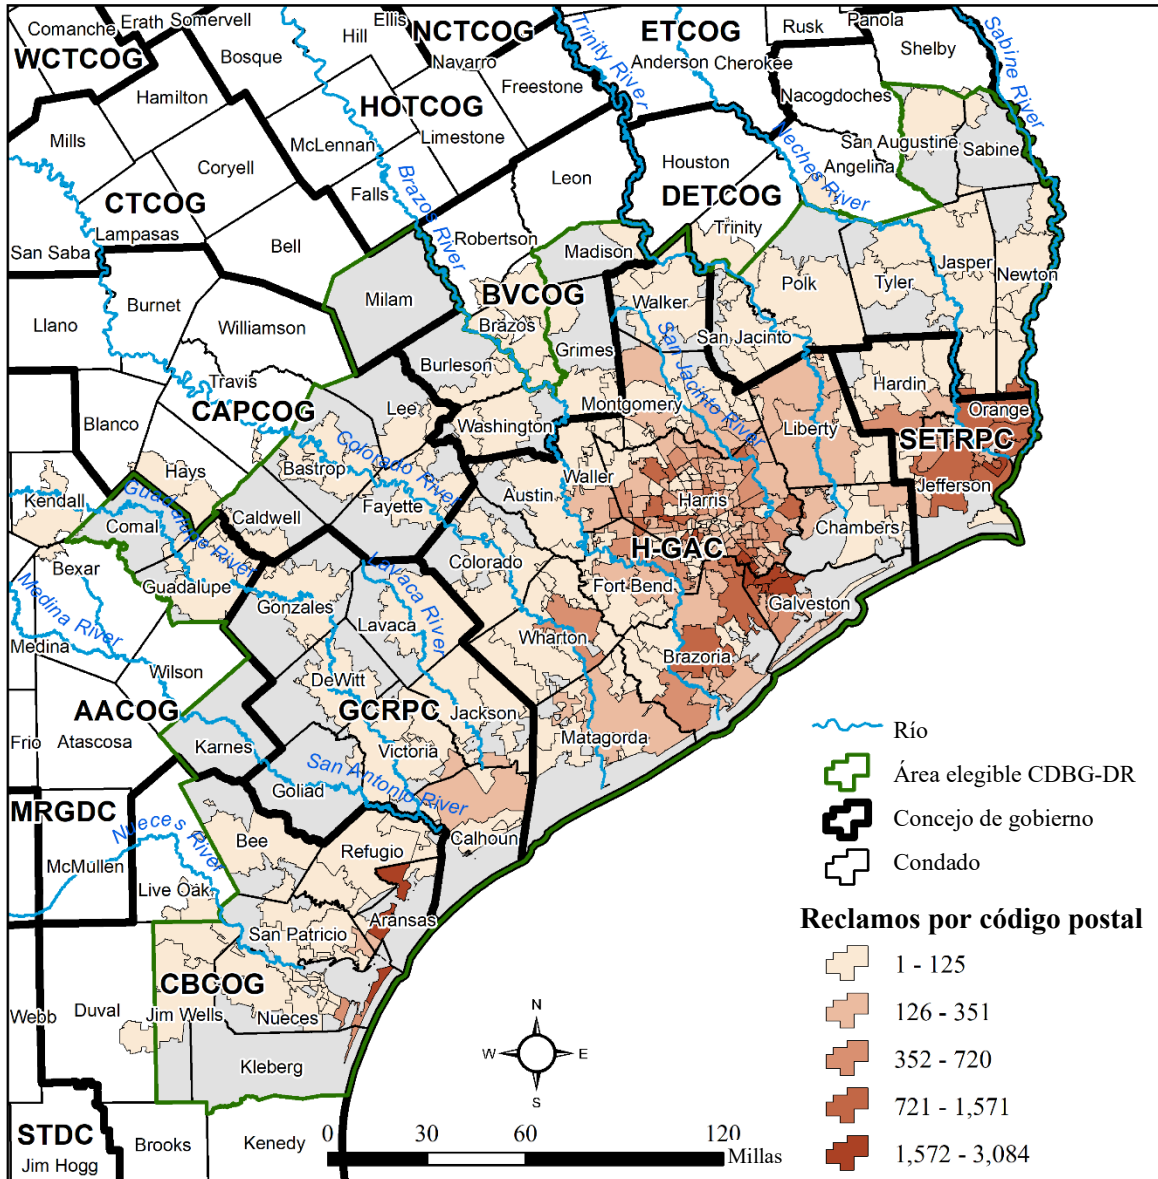 Comanche
Erath
Somervell
Bosque
Hill
Ellis
NCTCOG
Navarro
Trinity River
ETCOG
Anderson
Cherokee
Rusk
Panola
Shelby
Sabine River
WCTCOG
Hamilton
HOTCOG
Freestone
Nacogdoches
Mills
McLennan
Limestone
Coryell
Falls
Brazos River
Leon
Houston
Neches River
San Augustine
Angelina
Sabine
CTCOG
Lampasas
San Saba
Bell
Robertson
DETCOG
Trinity
Madison
Burnet
Milam
BVCOG
Walker
Polk
Tyler
Jasper
Newton
Llano
Williamson
Brazos
Grimes
San Jacinto
San Jacinto River
Burleson
Travis
Blanco
CAPCOG
Lee
Washington
Montgomery
Liberty
Hardin
Orange
SETRPC
Jefferson
Colorado River
Hays
Bastrop
Waller
Austin
Harris
Kendall
Guadalupe River
Comal
Caldwell
Fayette
Chambers
Bexar
Medina River
Guadalupe
Lavaca River
Colorado
H-GAC
Fort Bend
Galveston
Gonzales
Lavaca
Wharton
Brazoria
Medina
Wilson
DeWitt
AACOG
GCRPC
Jackson
Frio
Atascosa
Karnes
Victoria
Matagorda
San Antonio River
Goliad
MRGDC
Nueces River
Bee
Refugio
Calhoun
McMullen
Live Oak
Aransas
San Patricio
CBCOG
Webb
Duval
Jim Wells
Nueces
Kleberg
STDC
Jim Hogg
Brooks
Kenedy
Río
Área elegible CDBG-DR
Concejo de gobierno
Condado
Reclamos por código postal
1 - 125
126 - 351
352 - 720
721 - 1,571
1,572 - 3,084
N
W
E
S
0
30
60
120
Millas